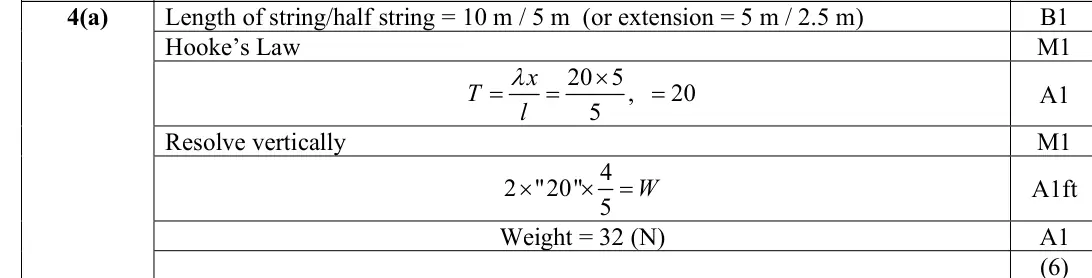 4(a) Length of string/half string = 10 m / 5 m (or extension = 5 m / 2.5 m) B1
Hooke’s Law M1
T = λx/l = 20×5/5, = 20 A1
Resolve vertically M1
2×"20"×4/5 = W A1ft
Weight = 32 (N) A1
(6)